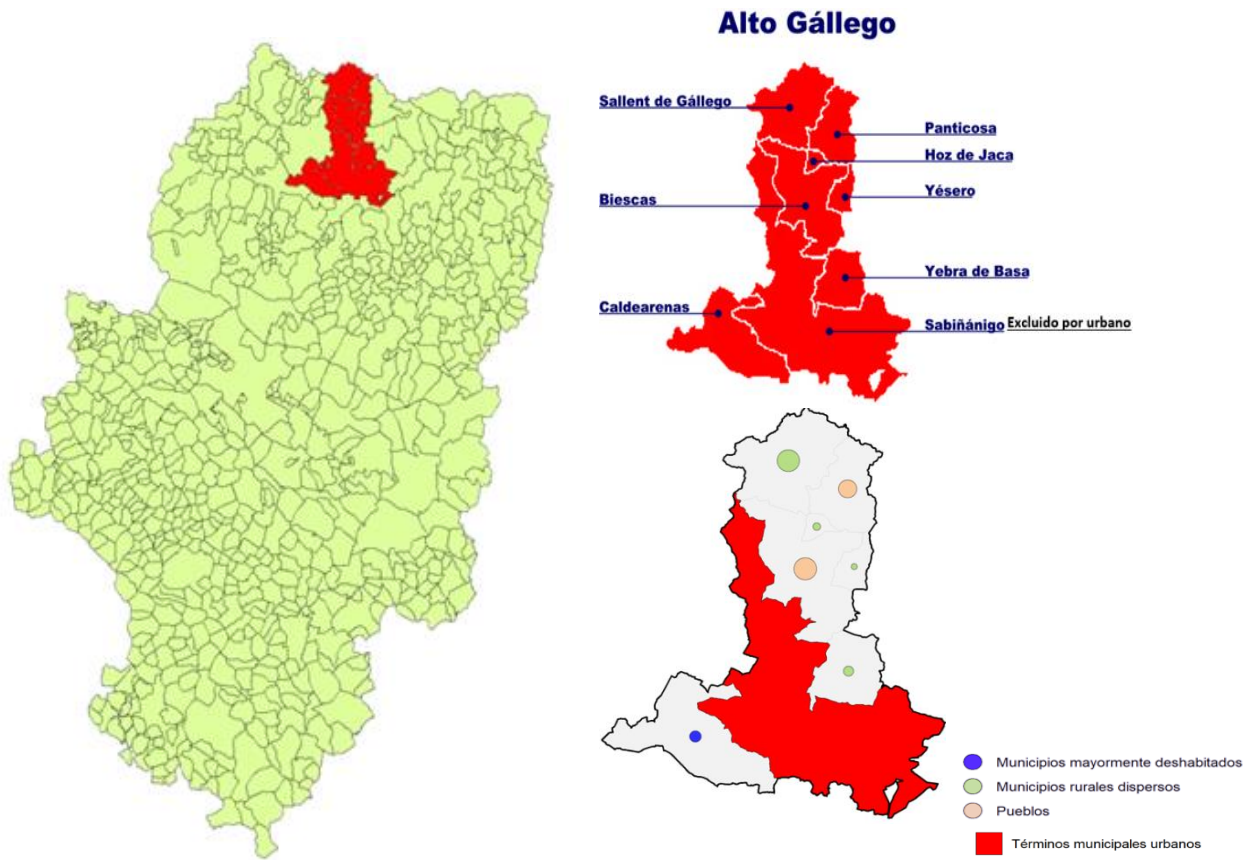 Alto Gállego
Sallent de Gállego
Panticosa
Hoz de Jaca
Biescas
Yésero
Yebra de Basa
Caldearenas
Sabiñánigo Excluido por urbano
Municipios mayormente deshabitados
Municipios rurales dispersos
Pueblos
Términos municipales urbanos